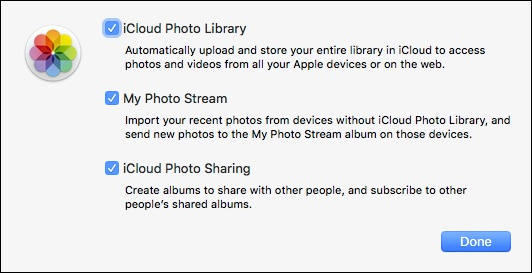 iCloud Photo Library
Automatically upload and store your entire library in iCloud to access
photos and videos from all your Apple devices or on the web.
My Photo Stream
Import your recent photos from devices without iCloud Photo Library, and
send new photos to the My Photo Stream album on those devices.
iCloud Photo Sharing
Create albums to share with other people, and subscribe to other
people's shared albums.
Done